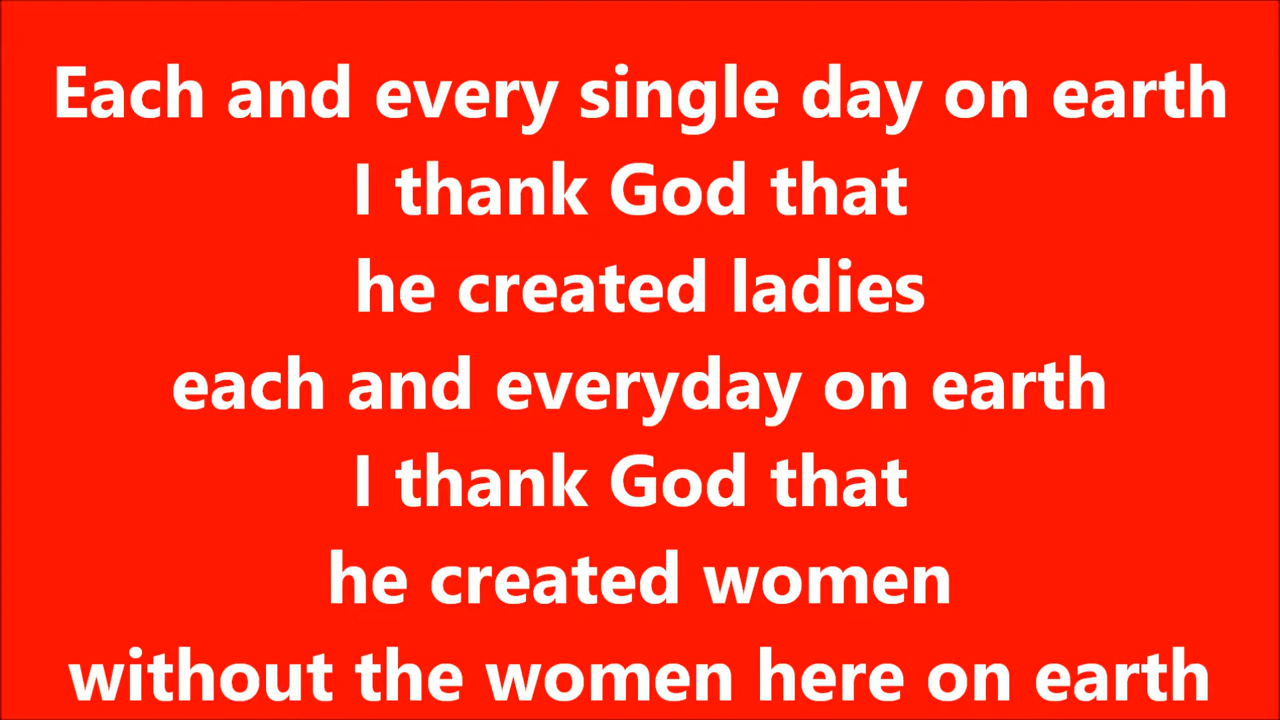 Each and every single day on earth
I thank God that
he created ladies
each and everyday on earth
I thank God that
he created women
without the women here on earth